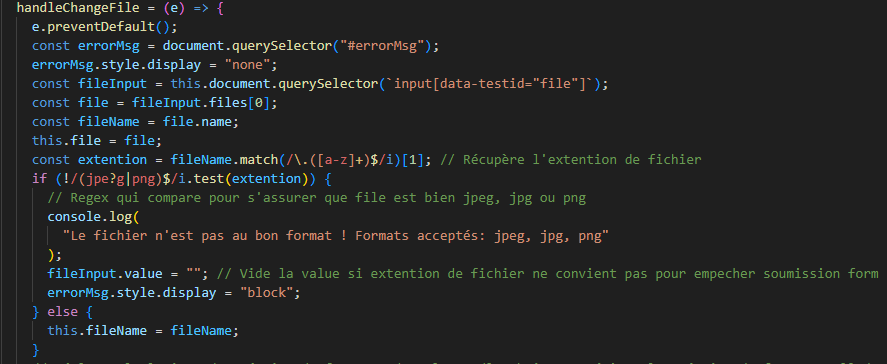 handleChangeFile = (e) => {
e.preventDefault();
const errorMsg = document.querySelector("#errorMsg");
errorMsg.style.display = "none";
const fileInput = this.document.querySelector(`input[data-testid="file"]`);
const file = fileInput.files[0];
const fileName = file.name;
this.file = file;
const extention = fileName.match(/\.([a-z]+)$/i)[1]; // Récupère l'extention de fichier
if (!/(jpe?g|png)$/i.test(extention)) {
// Regex qui compare pour s'assurer que file est bien jpeg, jpg ou png
console.log(
"Le fichier n'est pas au bon format ! Formats acceptés: jpeg, jpg, png"
);
fileInput.value = ""; // Vide la value si extention de fichier ne convient pas pour empecher soumission form
errorMsg.style.display = "block";
} else {
this.fileName = fileName;
}